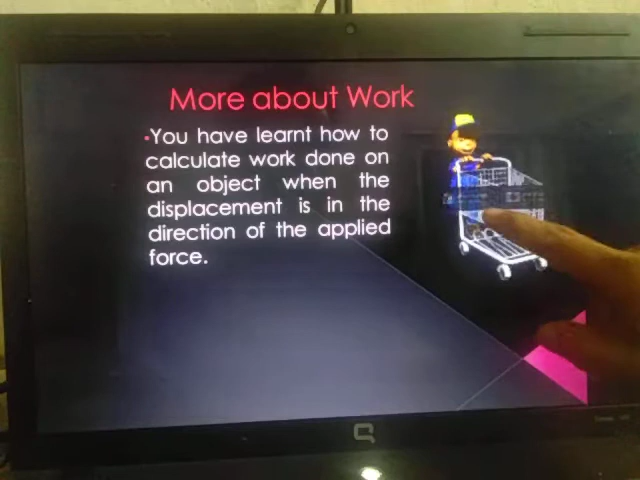 More about Work
•You have learnt how to
calculate work done on
an object when the
displacement is in the
direction of the applied
force.